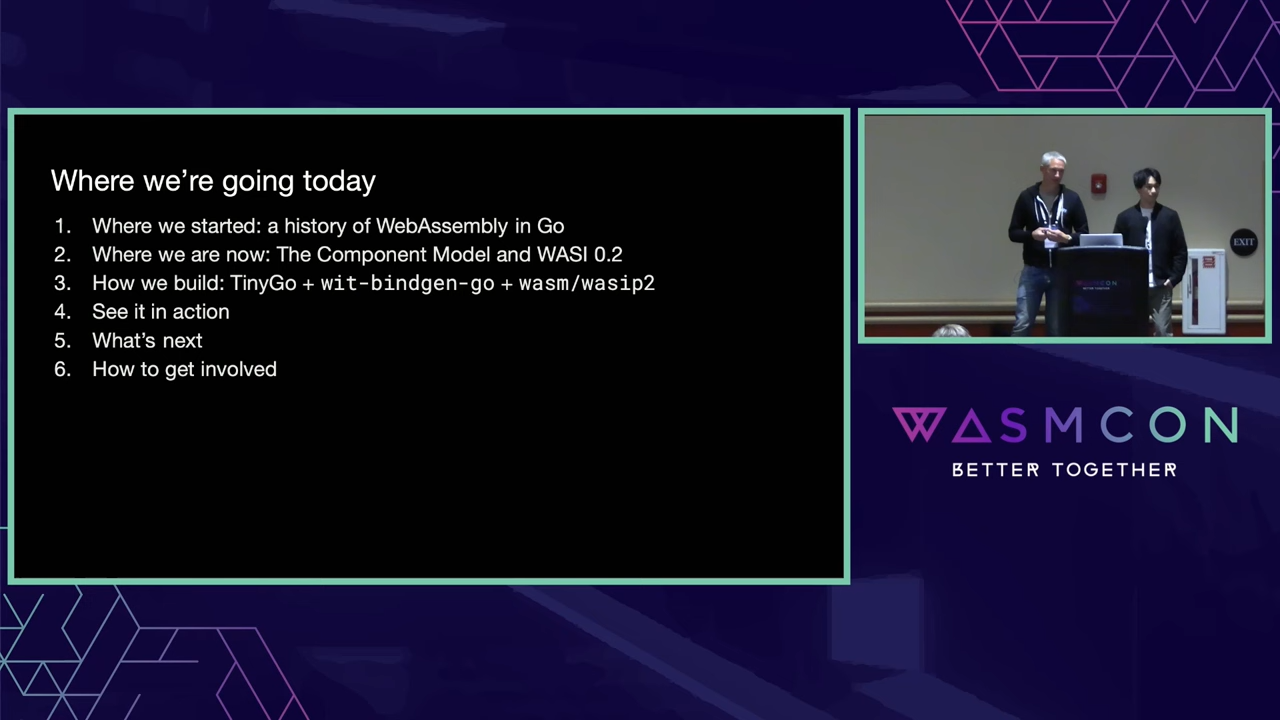 Where we're going today
1. Where we started: a history of WebAssembly in Go
2. Where we are now: The Component Model and WASI 0.2
3. How we build: TinyGo + wit-bindgen-go + wasm/wasip2
4. See it in action
5. What's next
6. How to get involved
EXIT
WASMCON
BETTER TOGETHER